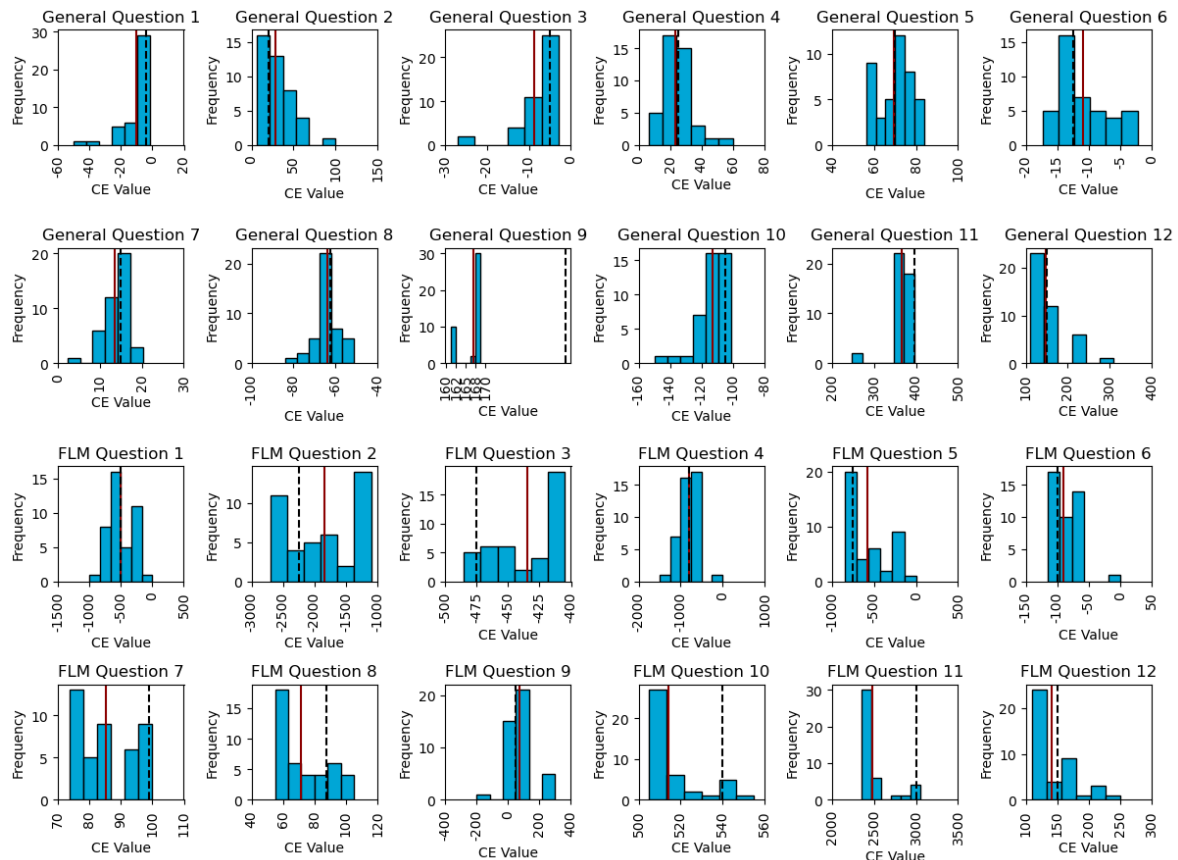 General Question 1
Frequency
30
20
10
0
-60
-40
-20
0
20
CE Value
General Question 2
Frequency
15
10
5
0
0
50
100
150
CE Value
General Question 3
Frequency
20
10
0
-30
-20
-10
0
CE Value
General Question 4
Frequency
15
10
5
0
0
20
40
60
80
CE Value
General Question 5
Frequency
10
5
0
40
60
80
100
CE Value
General Question 6
Frequency
15
10
5
0
-20
-15
-10
-5
0
CE Value
General Question 7
Frequency
20
10
0
0
10
20
30
CE Value
General Question 8
Frequency
20
10
0
-100
-80
-60
-40
CE Value
General Question 9
Frequency
30
20
10
0
160
162
165
168
170
CE Value
General Question 10
Frequency
15
10
5
0
-160
-140
-120
-100
-80
CE Value
General Question 11
Frequency
20
10
0
200
300
400
500
CE Value
General Question 12
Frequency
20
10
0
100
200
300
400
CE Value
FLM Question 1
Frequency
15
10
5
0
-1500
-1000
-500
0
500
CE Value
FLM Question 2
Frequency
10
5
0
-3000
-2500
-2000
-1500
-1000
CE Value
FLM Question 3
Frequency
15
10
5
0
-500
-475
-450
-425
-400
CE Value
FLM Question 4
Frequency
15
10
5
0
-2000
-1000
0
1000
CE Value
FLM Question 5
Frequency
20
10
0
-1000
-500
0
500
CE Value
FLM Question 6
Frequency
15
10
5
0
-150
-100
-50
0
50
CE Value
FLM Question 7
Frequency
10
5
0
70
80
90
100
110
CE Value
FLM Question 8
Frequency
15
10
5
0
40
60
80
100
120
CE Value
FLM Question 9
Frequency
20
10
0
-400
-200
0
200
400
CE Value
FLM Question 10
Frequency
20
10
0
500
520
540
560
CE Value
FLM Question 11
Frequency
30
20
10
0
2000
2500
3000
3500
CE Value
FLM Question 12
Frequency
20
10
0
100
150
200
250
300
CE Value